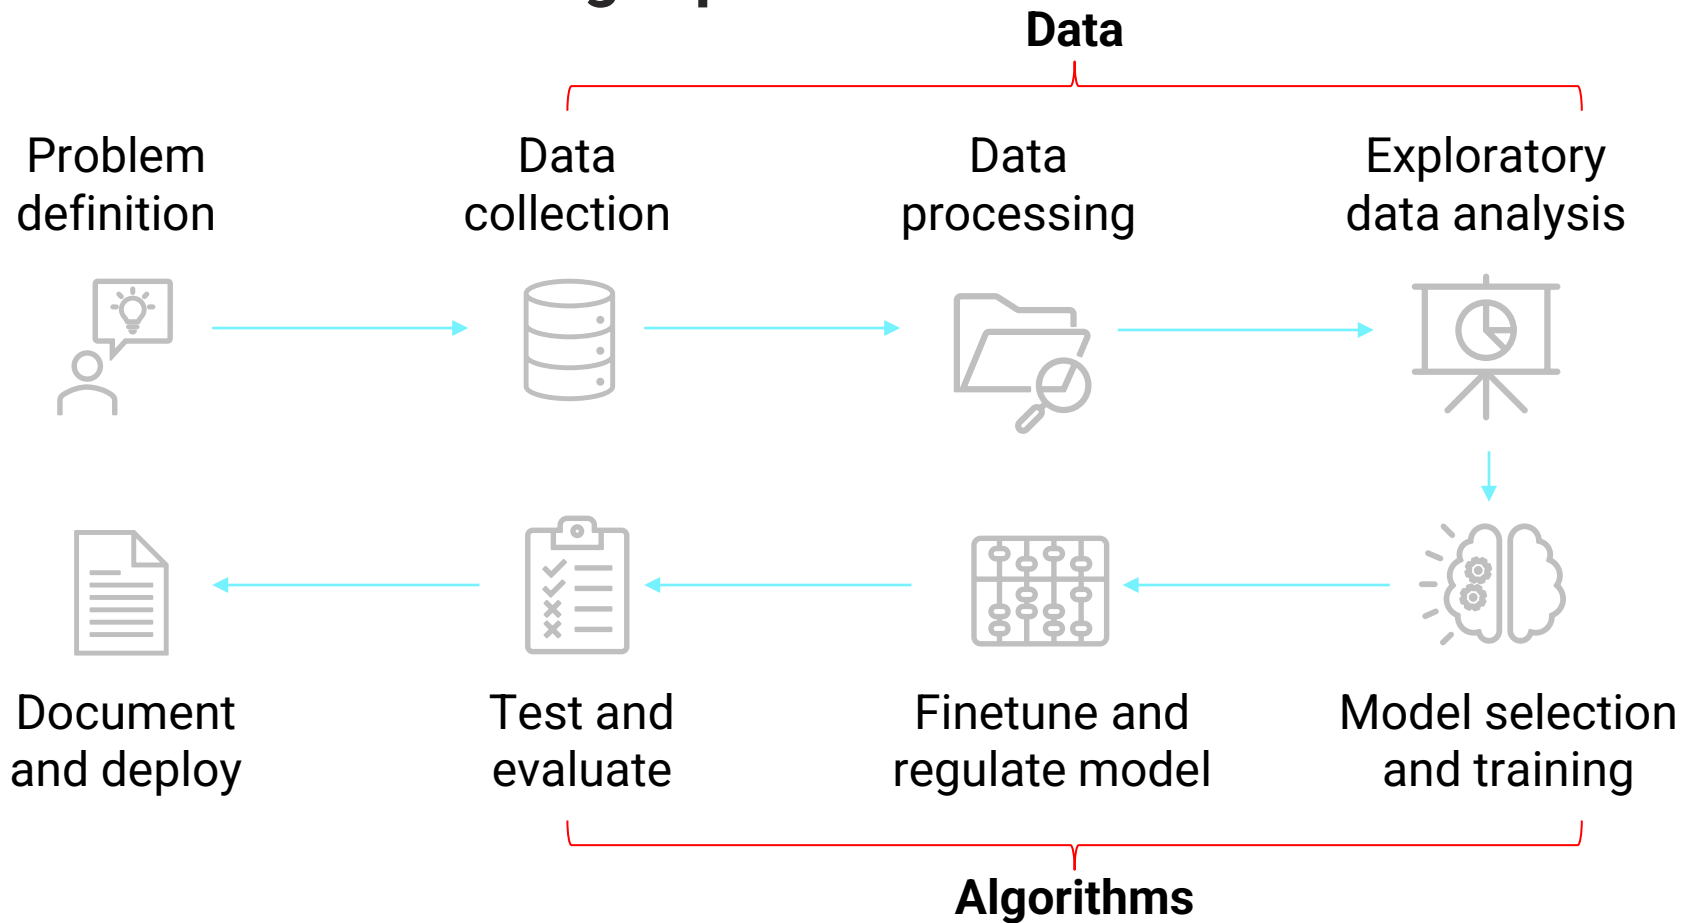 Data
Problem
definition
Data
collection
Data
processing
Exploratory
data analysis
Document
and deploy
Test and
evaluate
Finetune and
regulate model
Model selection
and training
Algorithms